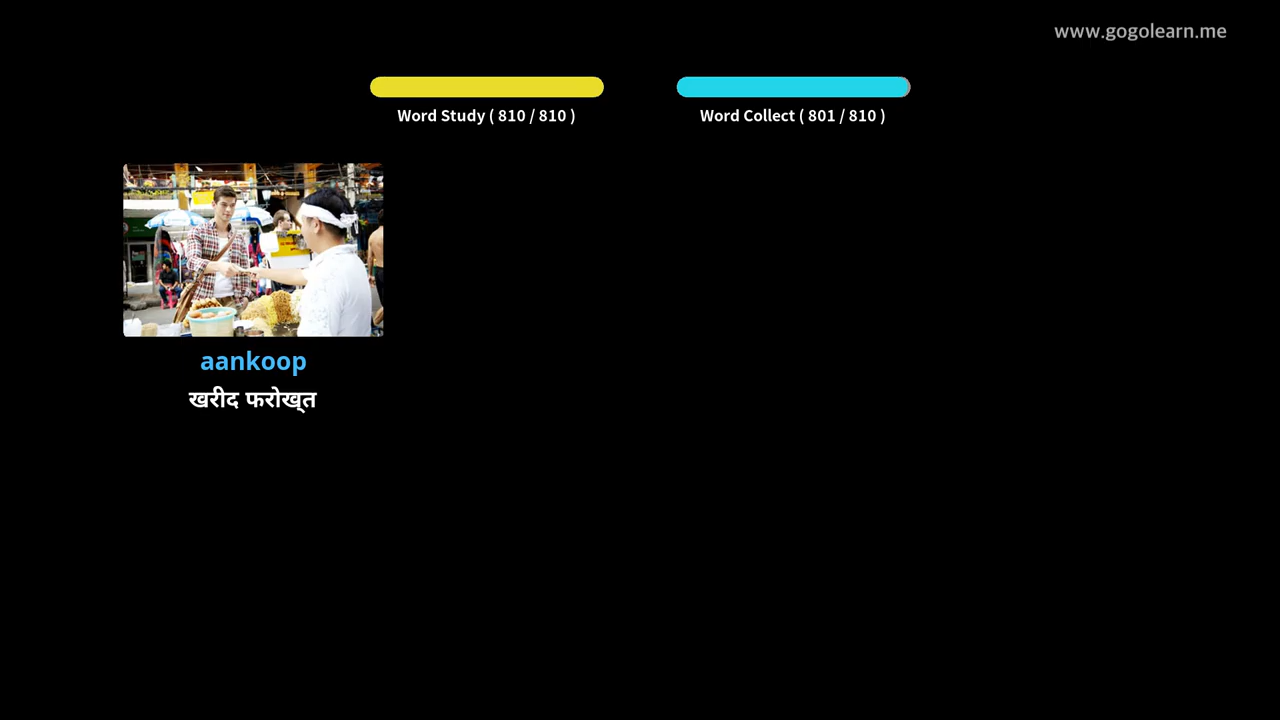 www.gogolearn.me
Word Study ( 810 / 810 )
Word Collect ( 801 / 810 )
aankoop
खरीद फरोख्त